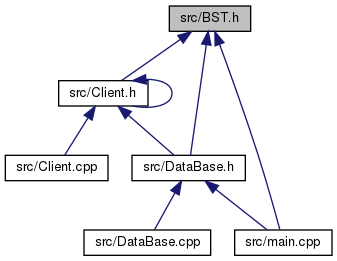 src/BST.h
src/Client.h
src/Client.cpp
src/DataBase.h
src/DataBase.cpp
src/main.cpp